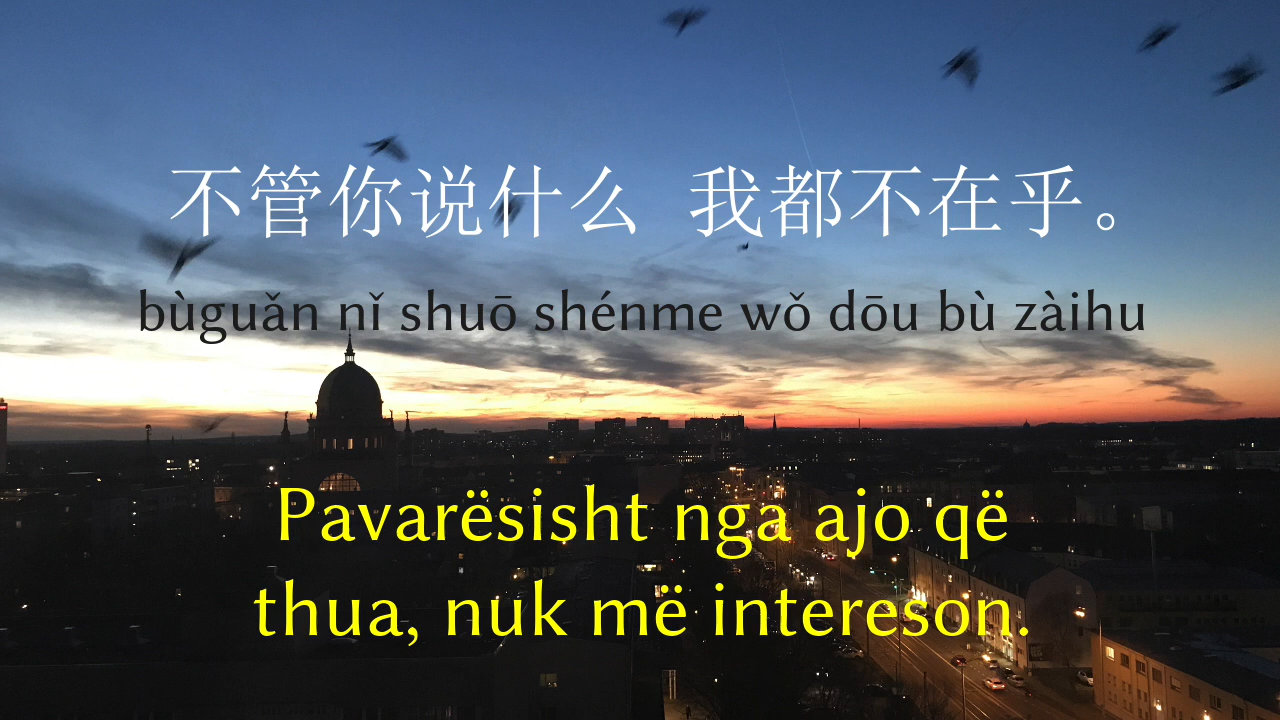 不管你说什么 我都不在乎。
bùguǎn nǐ shuō shénme wǒ dōu bù zàihu
Pavarësisht nga ajo që
thua, nuk më intereson.